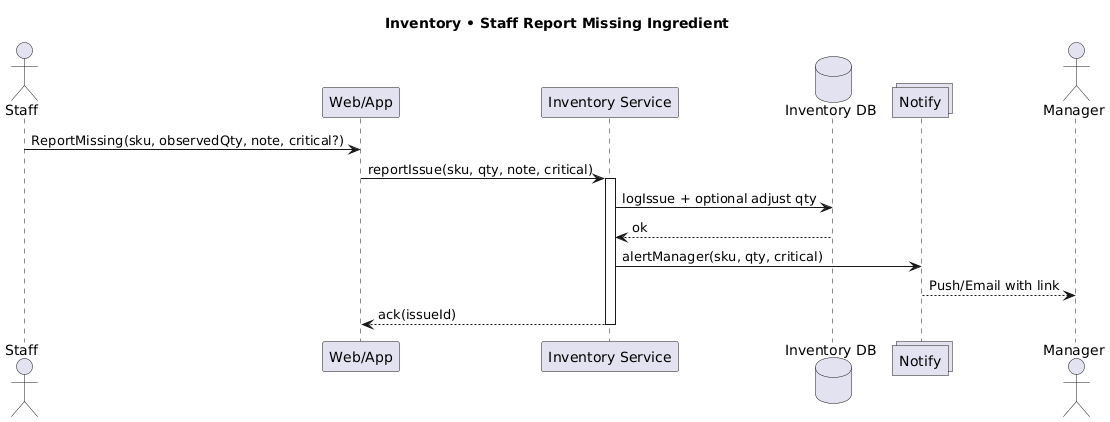 Inventory • Staff Report Missing Ingredient
Staff
Web/App
Inventory Service
Inventory DB
Notify
Manager
ReportMissing(sku, observedQty, note, critical?)
reportIssue(sku, qty, note, critical)
logIssue + optional adjust qty
ok
alertManager(sku, qty, critical)
Push/Email with link
ack(issueId)
Staff
Web/App
Inventory Service
Inventory DB
Notify
Manager